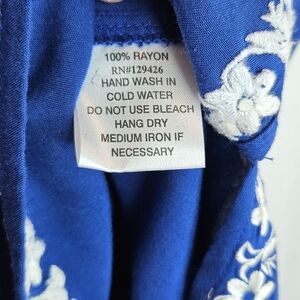 100% RAYON
RN#129426
HAND WASH IN
COLD WATER
DO NOT USE BLEACH
HANG DRY
MEDIUM IRON IF
NECESSARY